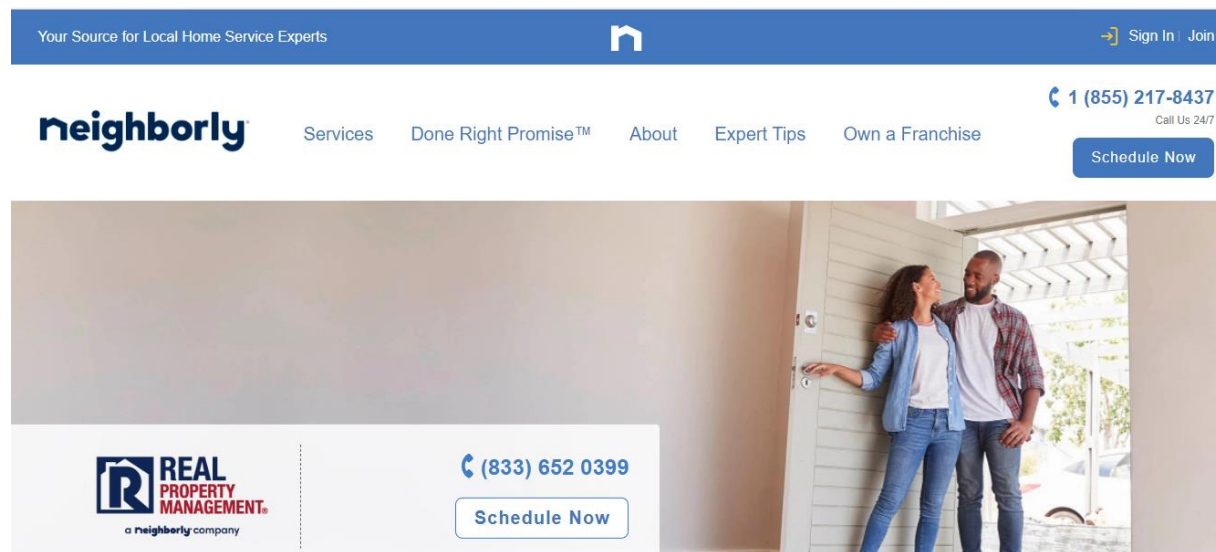 Your Source for Local Home Service Experts
Sign In | Join
neighborly
Services Done Right Promise™ About Expert Tips Own a Franchise
1 (855) 217-8437
Call Us 24/7
Schedule Now
REAL
PROPERTY
MANAGEMENT®
a neighborly company
(833) 652 0399
Schedule Now